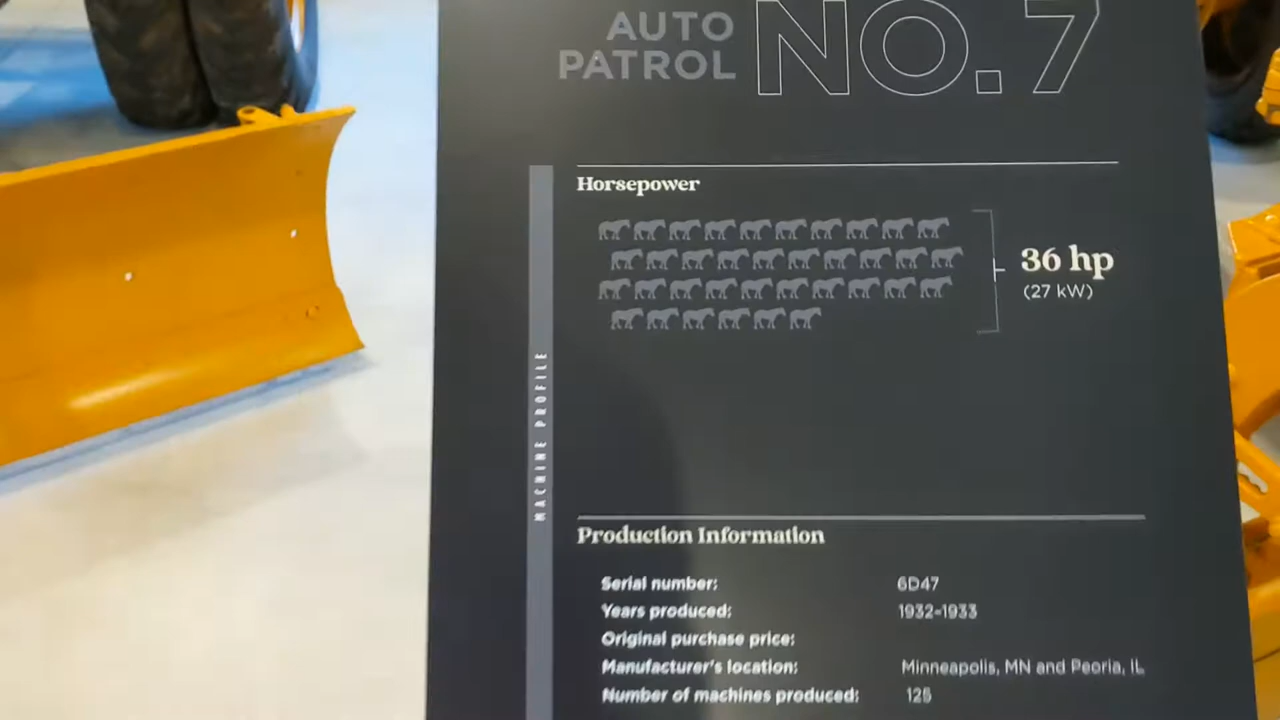 AUTO
PATROL
NO.7
Horsepower
36 hp
(27 kW)
MACHINE PROFILE
Production Information
Serial number: 6D47
Years produced: 1932-1933
Original purchase price:
Manufacturer's location: Minneapolis, MN and Peoria, IL
Number of machines produced: 125